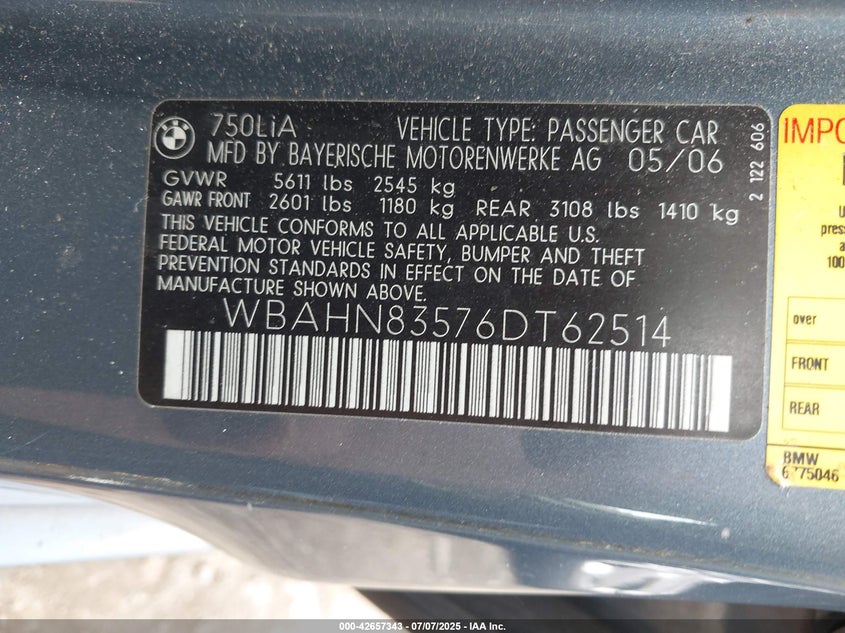 750LiA VEHICLE TYPE: PASSENGER CAR
MFD BY BAYERISCHE MOTORENWERKE AG 05/06
GVWR 5611 lbs 2545 kg
GAWR FRONT 2601 lbs 1180 kg REAR 3108 lbs 1410 kg
THIS VEHICLE CONFORMS TO ALL APPLICABLE U.S.
FEDERAL MOTOR VEHICLE SAFETY, BUMPER AND THEFT
PREVENTION STANDARDS IN EFFECT ON THE DATE OF
MANUFACTURE SHOWN ABOVE.
WBAHN83576DT62514
2 122 606
IMPO
U
press
a
100
over
FRONT
REAR
BMW
6775046
000-42657343 07/07/2025 - © IAA Inc.